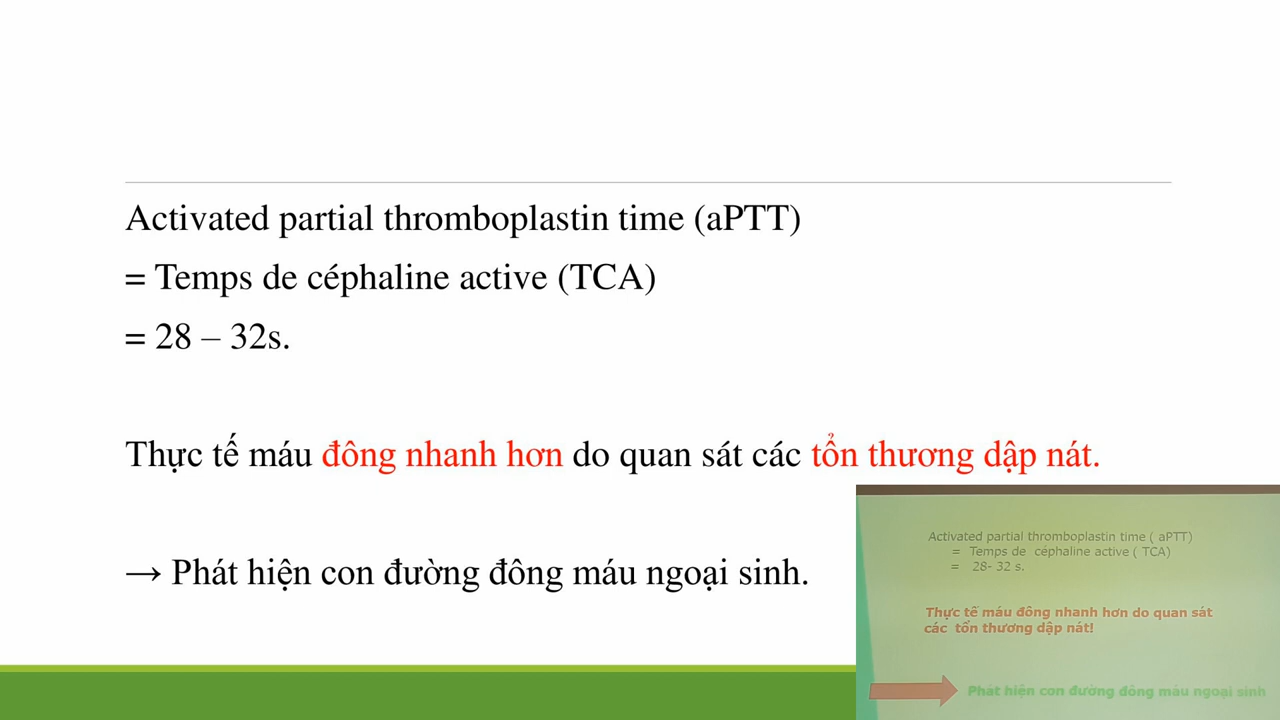 Activated partial thromboplastin time (aPTT)
= Temps de céphaline active (TCA)
= 28 – 32s.
Thực tế máu đông nhanh hơn do quan sát các tổn thương dập nát.
→ Phát hiện con đường đông máu ngoại sinh.
Activated partial thromboplastin time ( aPTT)
= Temps de céphaline active ( TCA)
= 28- 32 s.
Thực tế máu đông nhanh hơn do quan sát
các tổn thương dập nát!
Phát hiện con đường đông máu ngoại sinh